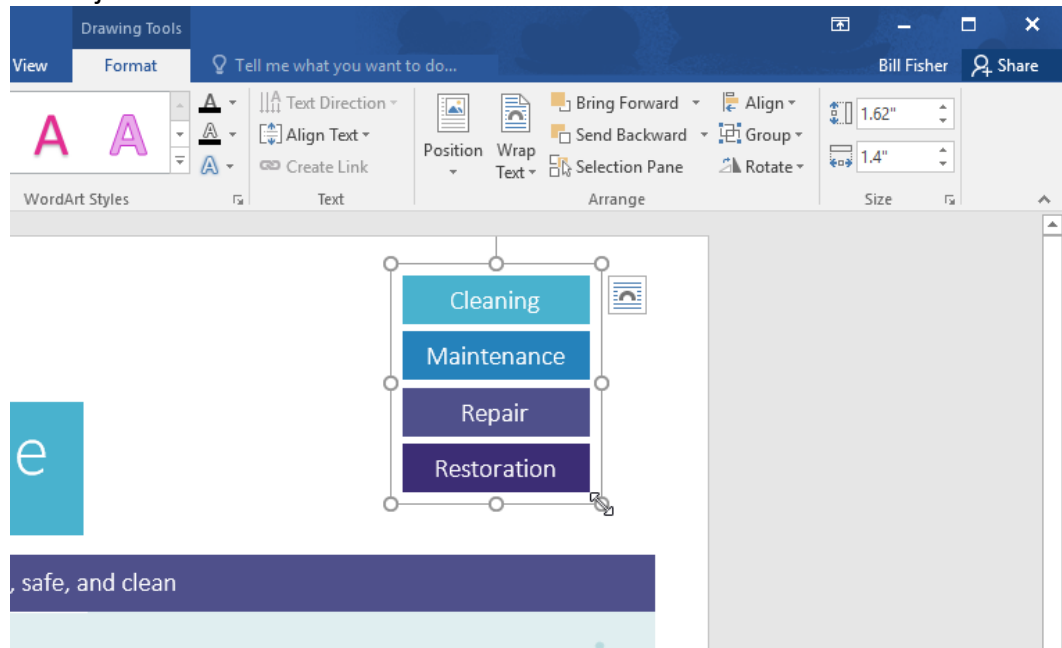 Drawing Tools
View Format Tell me what you want to do... Bill Fisher Share
A A A Text Direction Bring Forward Align 1.62"
A Align Text Position Wrap Text Send Backward Group
A Create Link Selection Pane Rotate 1.4"
WordArt Styles Text Arrange Size
Cleaning
Maintenance
Repair
e
Restoration
, safe, and clean